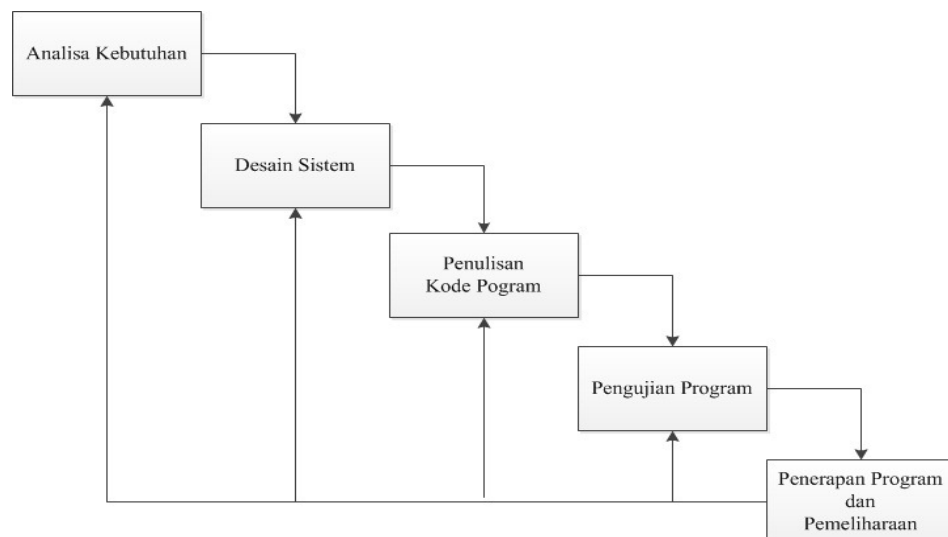 Analisa Kebutuhan
Desain Sistem
Penulisan
Kode Pogram
Pengujian Program
Penerapan Program
dan
Pemeliharaan